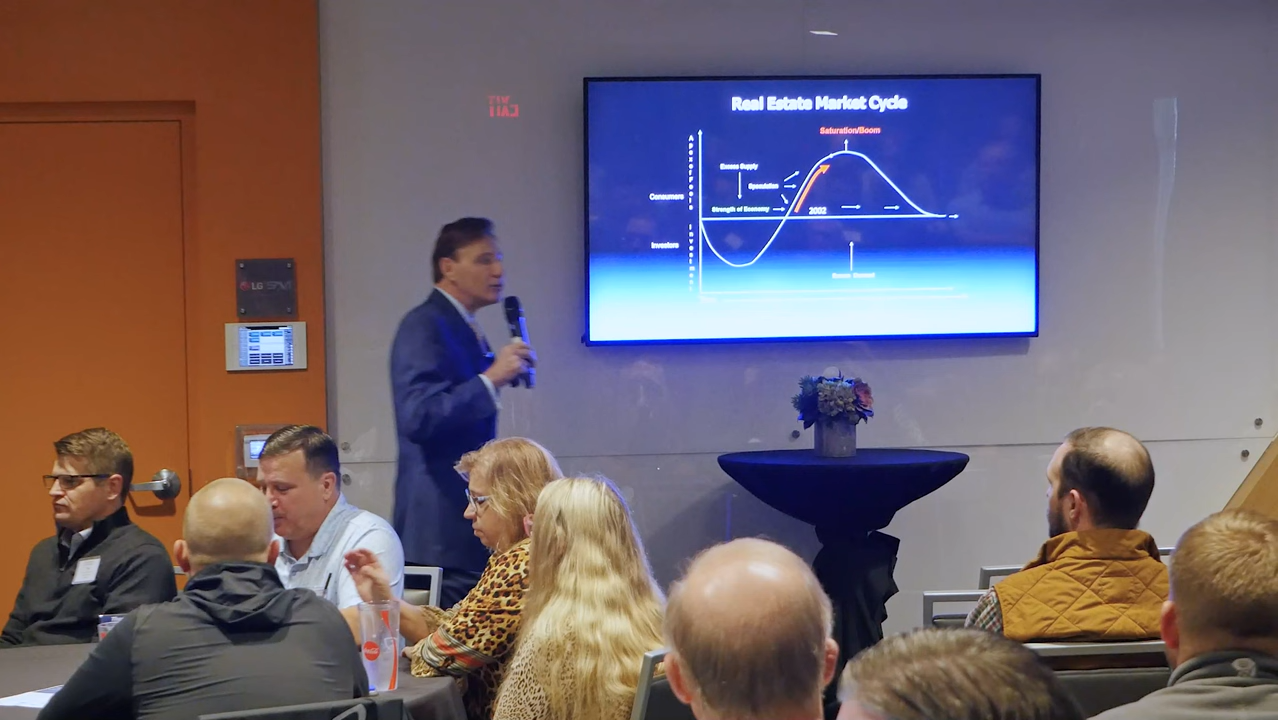 EXIT
Real Estate Market Cycle
Saturation/Boom
Excess Supply
Speculation
Consumers
Strength of Economy
2002
Investors
LG
Coca-Cola